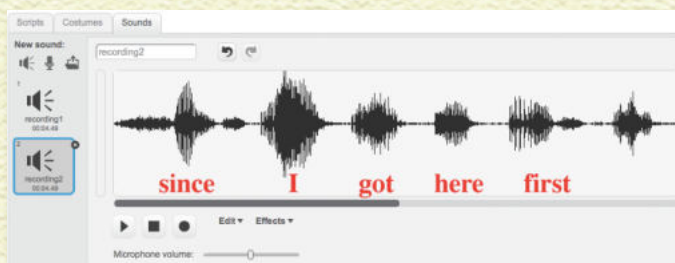 Scripts Costumes Sounds
New sound:
recording2
1
recording1
00:04.49
2
recording2
00:04.49
since I got here first
Edit Effects
Microphone volume: